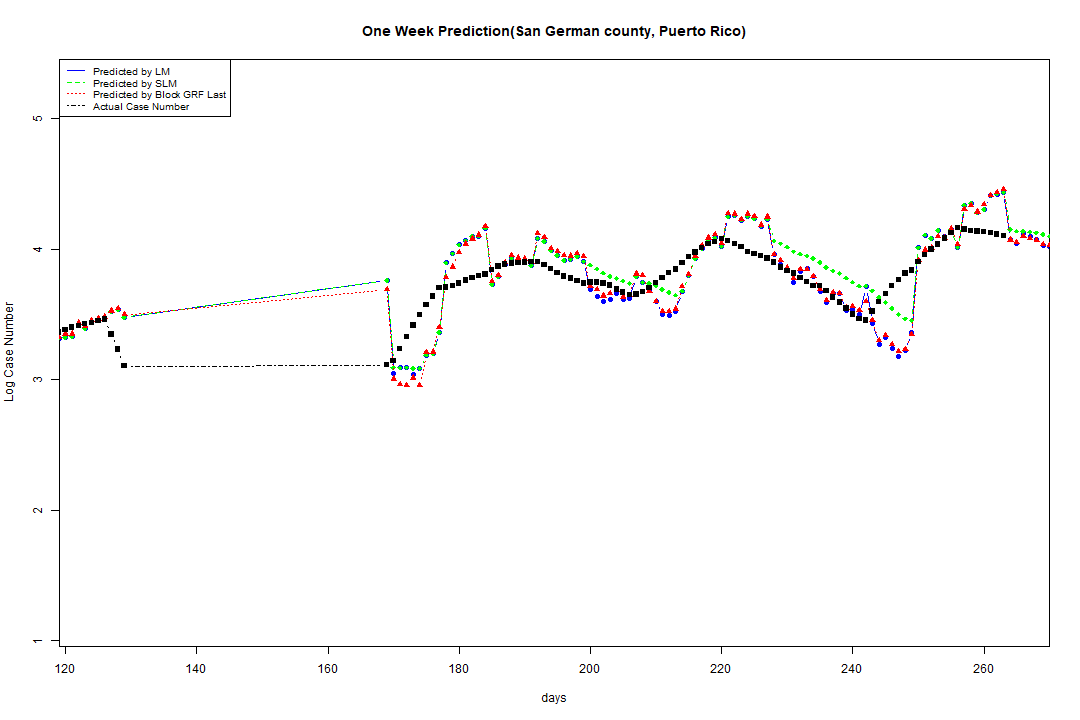 One Week Prediction(San German county, Puerto Rico)
Predicted by LM
Predicted by SLM
Predicted by Block GRF Last
Actual Case Number
5
4
3
2
1
Log Case Number
120 140 160 180 200 220 240 260
days